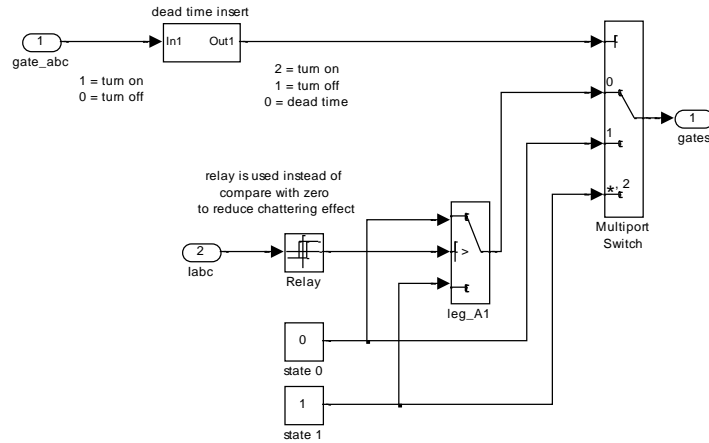 dead time insert
1
In1
Out1
gate_abc
1 = turn on
0 = turn off
2 = turn on
1 = turn off
0 = dead time
0
1
*, 2
1
gates
Multiport
Switch
relay is used instead of
compare with zero
to reduce chattering effect
2
Iabc
Relay
>
leg_A1
0
state 0
1
state 1